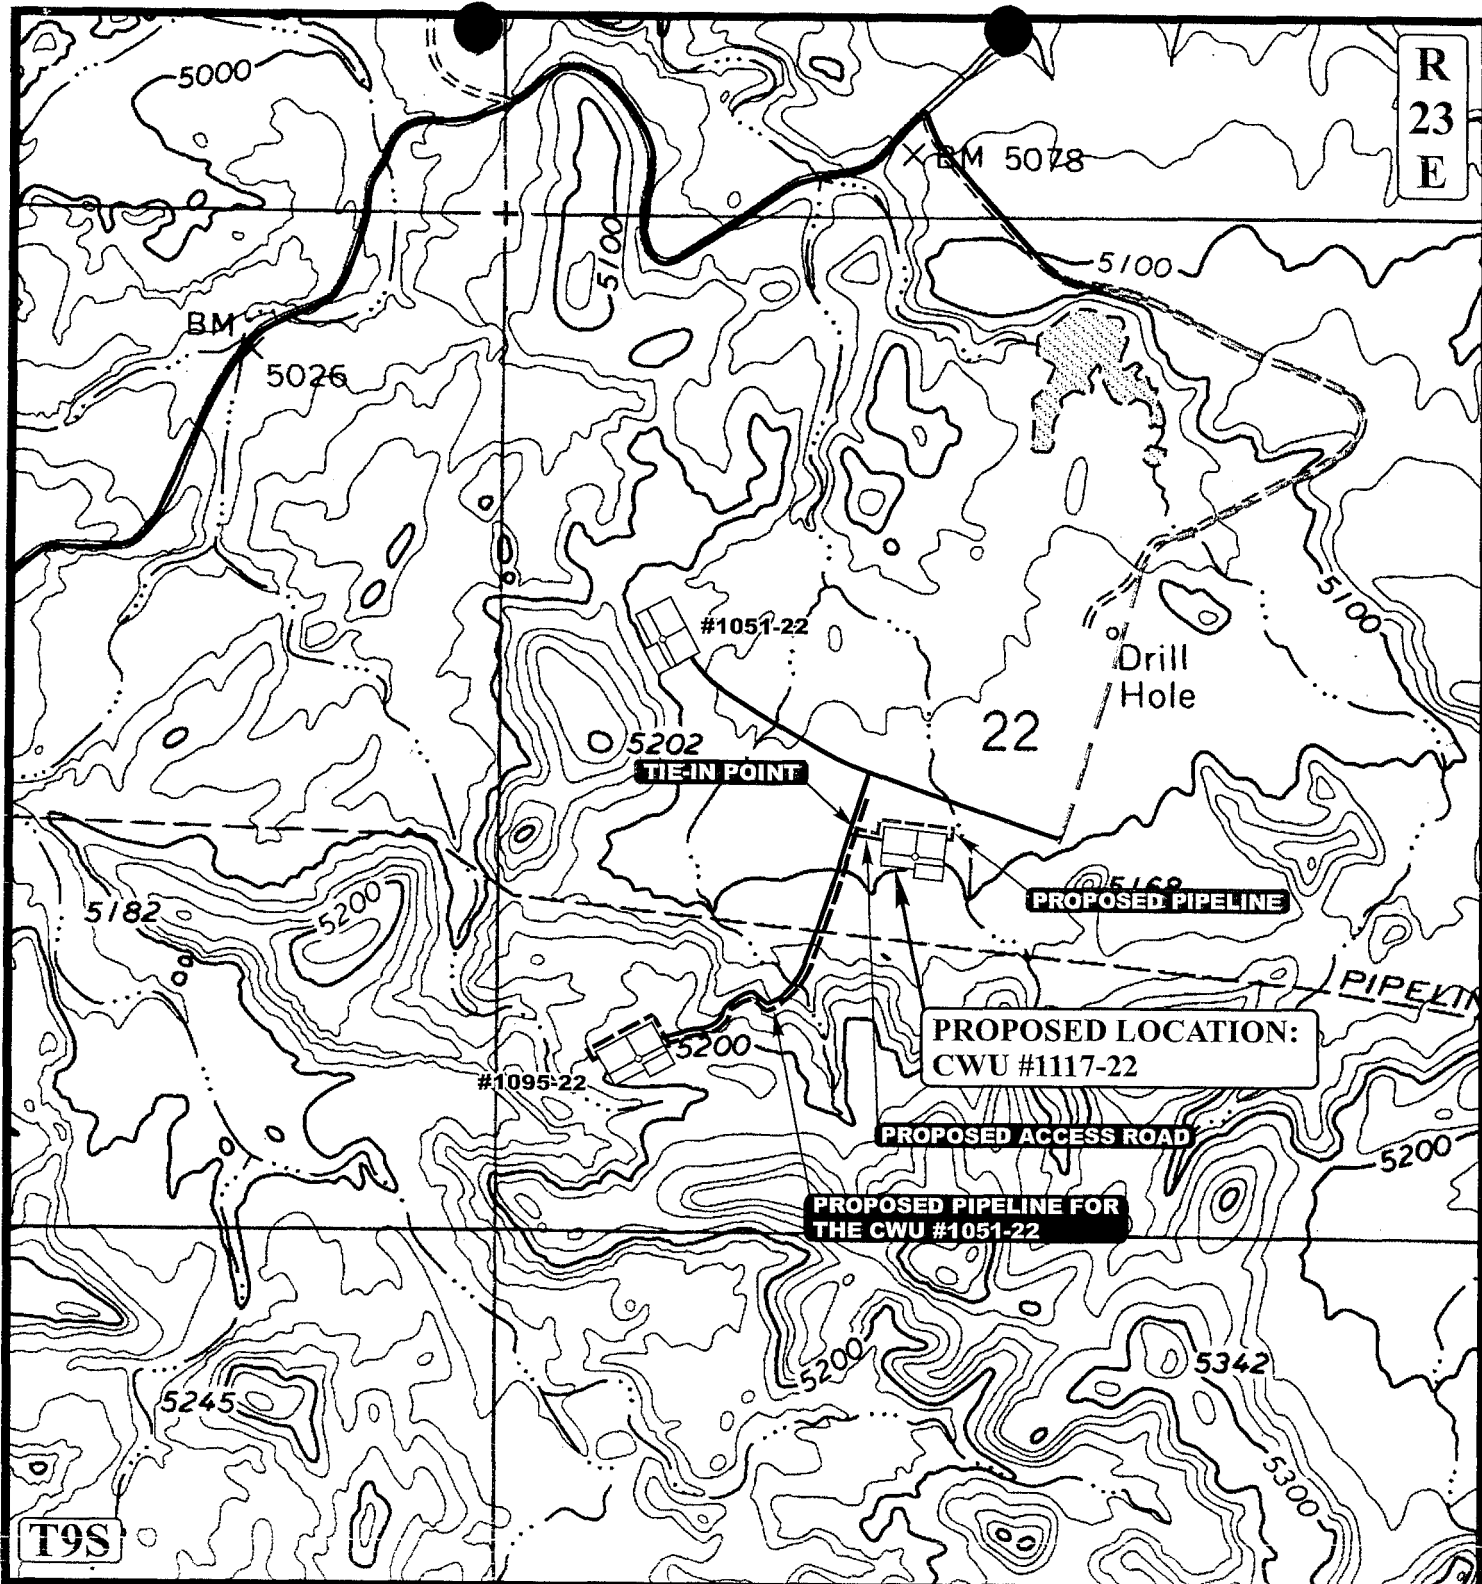 5000
R
23
E
BM 5078
5100
5100
BM
5026
5100
#1051-22
Drill
Hole
22
5202
TIE-IN POINT
5168
PROPOSED PIPELINE
5182
5200
PIPELIN
PROPOSED LOCATION:
CWU #1117-22
5200
#1095-22
PROPOSED ACCESS ROAD
5200
PROPOSED PIPELINE FOR
THE CWU #1051-22
5200
5342
5245
5300
T9S